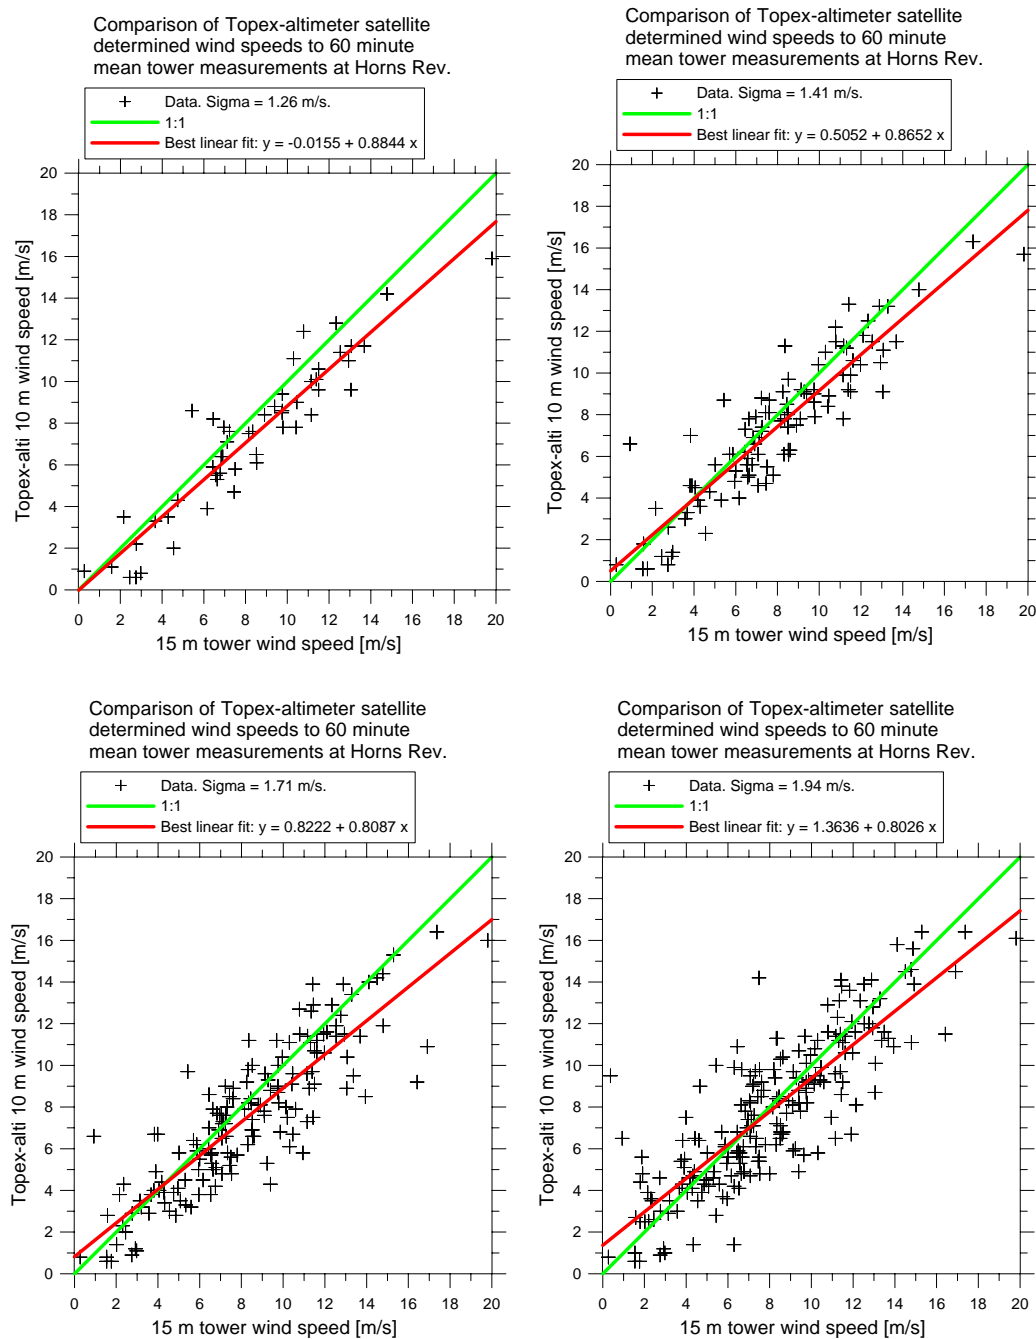 Comparison of Topex-altimeter satellite
determined wind speeds to 60 minute
mean tower measurements at Horns Rev.
Data. Sigma = 1.26 m/s.
1:1
Best linear fit: y = -0.0155 + 0.8844 x
20
18
16
14
12
10
8
6
4
2
0
Topex-alti 10 m wind speed [m/s]
0 2 4 6 8 10 12 14 16 18 20
15 m tower wind speed [m/s]
Comparison of Topex-altimeter satellite
determined wind speeds to 60 minute
mean tower measurements at Horns Rev.
Data. Sigma = 1.41 m/s.
1:1
Best linear fit: y = 0.5052 + 0.8652 x
20
18
16
14
12
10
8
6
4
2
0
Topex-alti 10 m wind speed [m/s]
0 2 4 6 8 10 12 14 16 18 20
15 m tower wind speed [m/s]
Comparison of Topex-altimeter satellite
determined wind speeds to 60 minute
mean tower measurements at Horns Rev.
Data. Sigma = 1.71 m/s.
1:1
Best linear fit: y = 0.8222 + 0.8087 x
20
18
16
14
12
10
8
6
4
2
0
Topex-alti 10 m wind speed [m/s]
0 2 4 6 8 10 12 14 16 18 20
15 m tower wind speed [m/s]
Comparison of Topex-altimeter satellite
determined wind speeds to 60 minute
mean tower measurements at Horns Rev.
Data. Sigma = 1.94 m/s.
1:1
Best linear fit: y = 1.3636 + 0.8026 x
20
18
16
14
12
10
8
6
4
2
0
Topex-alti 10 m wind speed [m/s]
0 2 4 6 8 10 12 14 16 18 20
15 m tower wind speed [m/s]